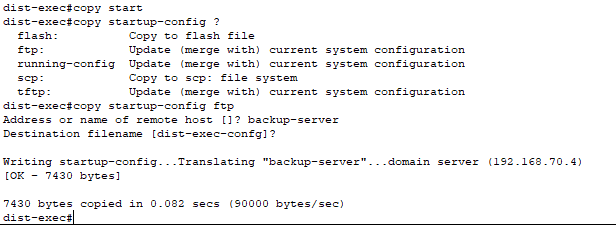 dist-exec#copy start
dist-exec#copy startup-config ?
  flash:          Copy to flash file
  ftp:            Update (merge with) current system configuration
  running-config  Update (merge with) current system configuration
  scp:            Copy to scp: file system
  tftp:           Update (merge with) current system configuration
dist-exec#copy startup-config ftp
Address or name of remote host []? backup-server
Destination filename [dist-exec-confg]?

Writing startup-config...Translating "backup-server"...domain server (192.168.70.4)
[OK - 7430 bytes]

7430 bytes copied in 0.082 secs (90000 bytes/sec)
dist-exec#